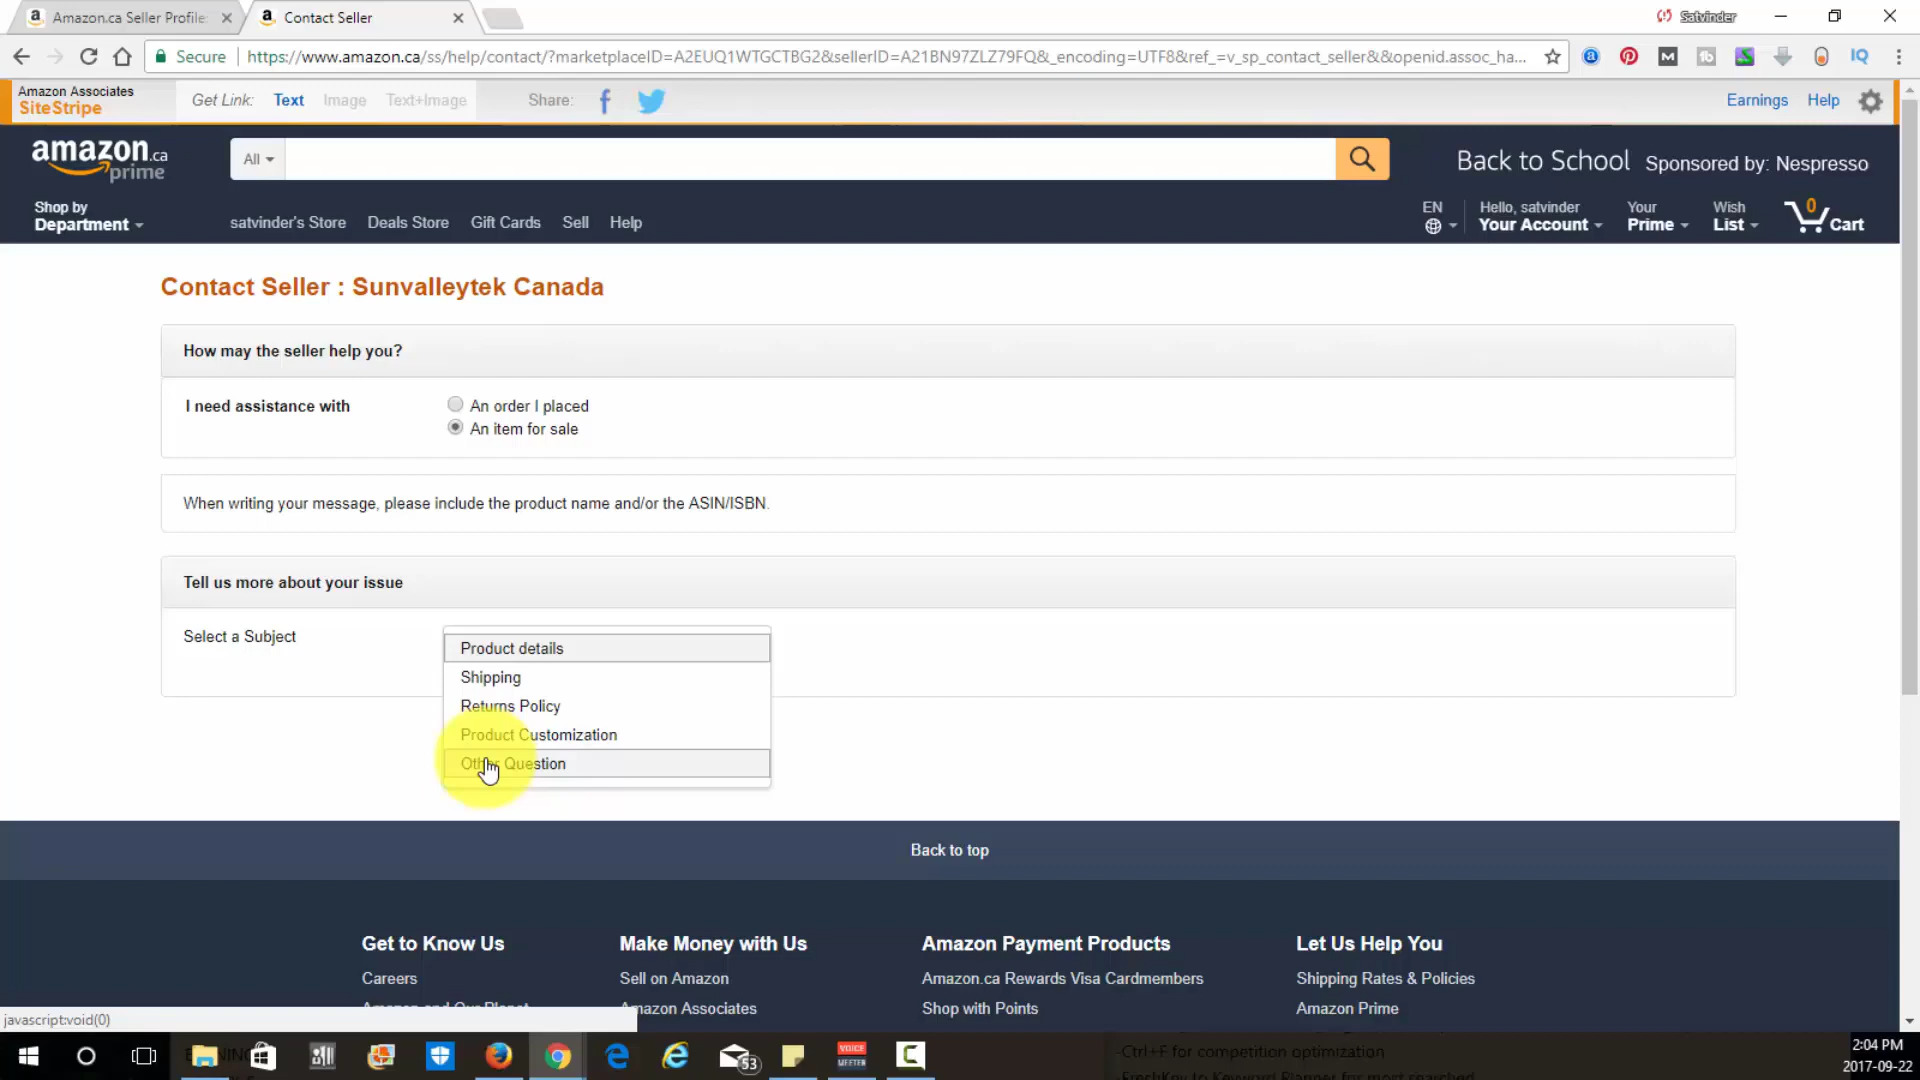 Amazon.ca Seller Profile:
Contact Seller
Satvinder
Secure
https://www.amazon.ca/ss/help/contact/?marketplaceID=A2EUQ1WTGCTBG2&sellerID=A21BN97ZLZ79FQ&_encoding=UTF8&ref_=v_sp_contact_seller&&openid.assoc_ha...
Amazon Associates
SiteStripe
Get Link: Text Image Text+Image
Share:
Earnings Help
amazon.ca
prime
All
Back to School Sponsored by: Nespresso
Shop by
Department
satvinder's Store Deals Store Gift Cards Sell Help
EN
Hello, satvinder
Your Account
Your
Prime
Wish
List
0
Cart
Contact Seller : Sunvalleytek Canada
How may the seller help you?
I need assistance with
An order I placed
An item for sale
When writing your message, please include the product name and/or the ASIN/ISBN.
Tell us more about your issue
Select a Subject
Product details
Shipping
Returns Policy
Product Customization
Other Question
Back to top
Get to Know Us
Careers
Make Money with Us
Sell on Amazon
Amazon Associates
Amazon Payment Products
Amazon.ca Rewards Visa Cardmembers
Shop with Points
Let Us Help You
Shipping Rates & Policies
Amazon Prime
javascript:void(0)
53
VOICE
MEETER
-Ctrl+F for competition optimization
2:04 PM
2017-09-22